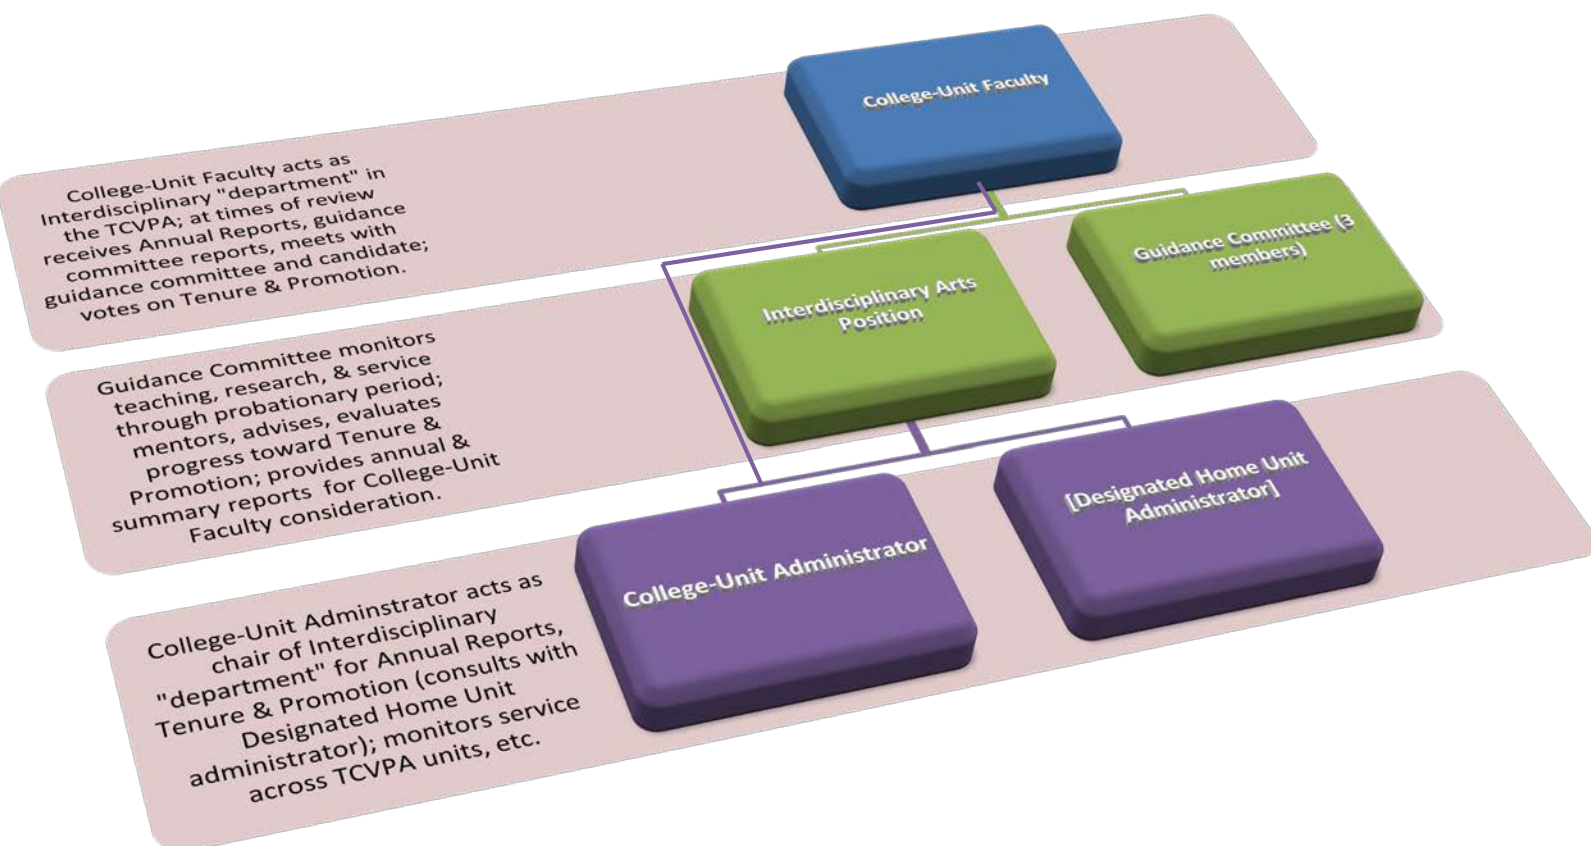 College-Unit Faculty
College-Unit Faculty acts as
Interdisciplinary "department" in
the TCVPA; at times of review
receives Annual Reports, guidance
committee reports, meets with
guidance committee and candidate;
votes on Tenure & Promotion.
Interdisciplinary Arts
Position
Guidance Committee (3
members)
Guidance Committee monitors
teaching, research, & service
through probationary period;
mentors, advises, evaluates
progress toward Tenure &
Promotion; provides annual &
summary reports for College-Unit
Faculty consideration.
College-Unit Administrator
[Designated Home Unit
Administrator]
College-Unit Adminstrator acts as
chair of Interdisciplinary
"department" for Annual Reports,
Tenure & Promotion (consults with
Designated Home Unit
administrator); monitors service
across TCVPA units, etc.